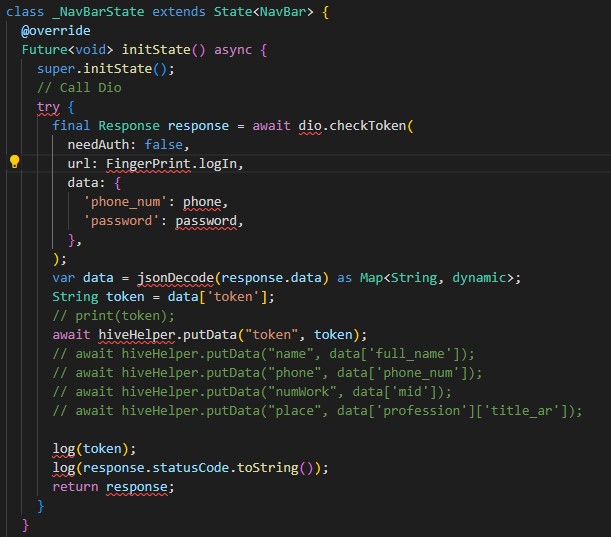 class _NavBarState extends State<NavBar> {
  @override
  Future<void> initState() async {
    super.initState();
    // Call Dio
    try {
      final Response response = await dio.checkToken(
        needAuth: false,
        url: FingerPrint.logIn,
        data: {
          'phone_num': phone,
          'password': password,
        },
      );
      var data = jsonDecode(response.data) as Map<String, dynamic>;
      String token = data['token'];
      // print(token);
      await hiveHelper.putData("token", token);
      // await hiveHelper.putData("name", data['full_name']);
      // await hiveHelper.putData("phone", data['phone_num']);
      // await hiveHelper.putData("numWork", data['mid']);
      // await hiveHelper.putData("place", data['profession']['title_ar']);

      log(token);
      log(response.statusCode.toString());
      return response;
    }
  }